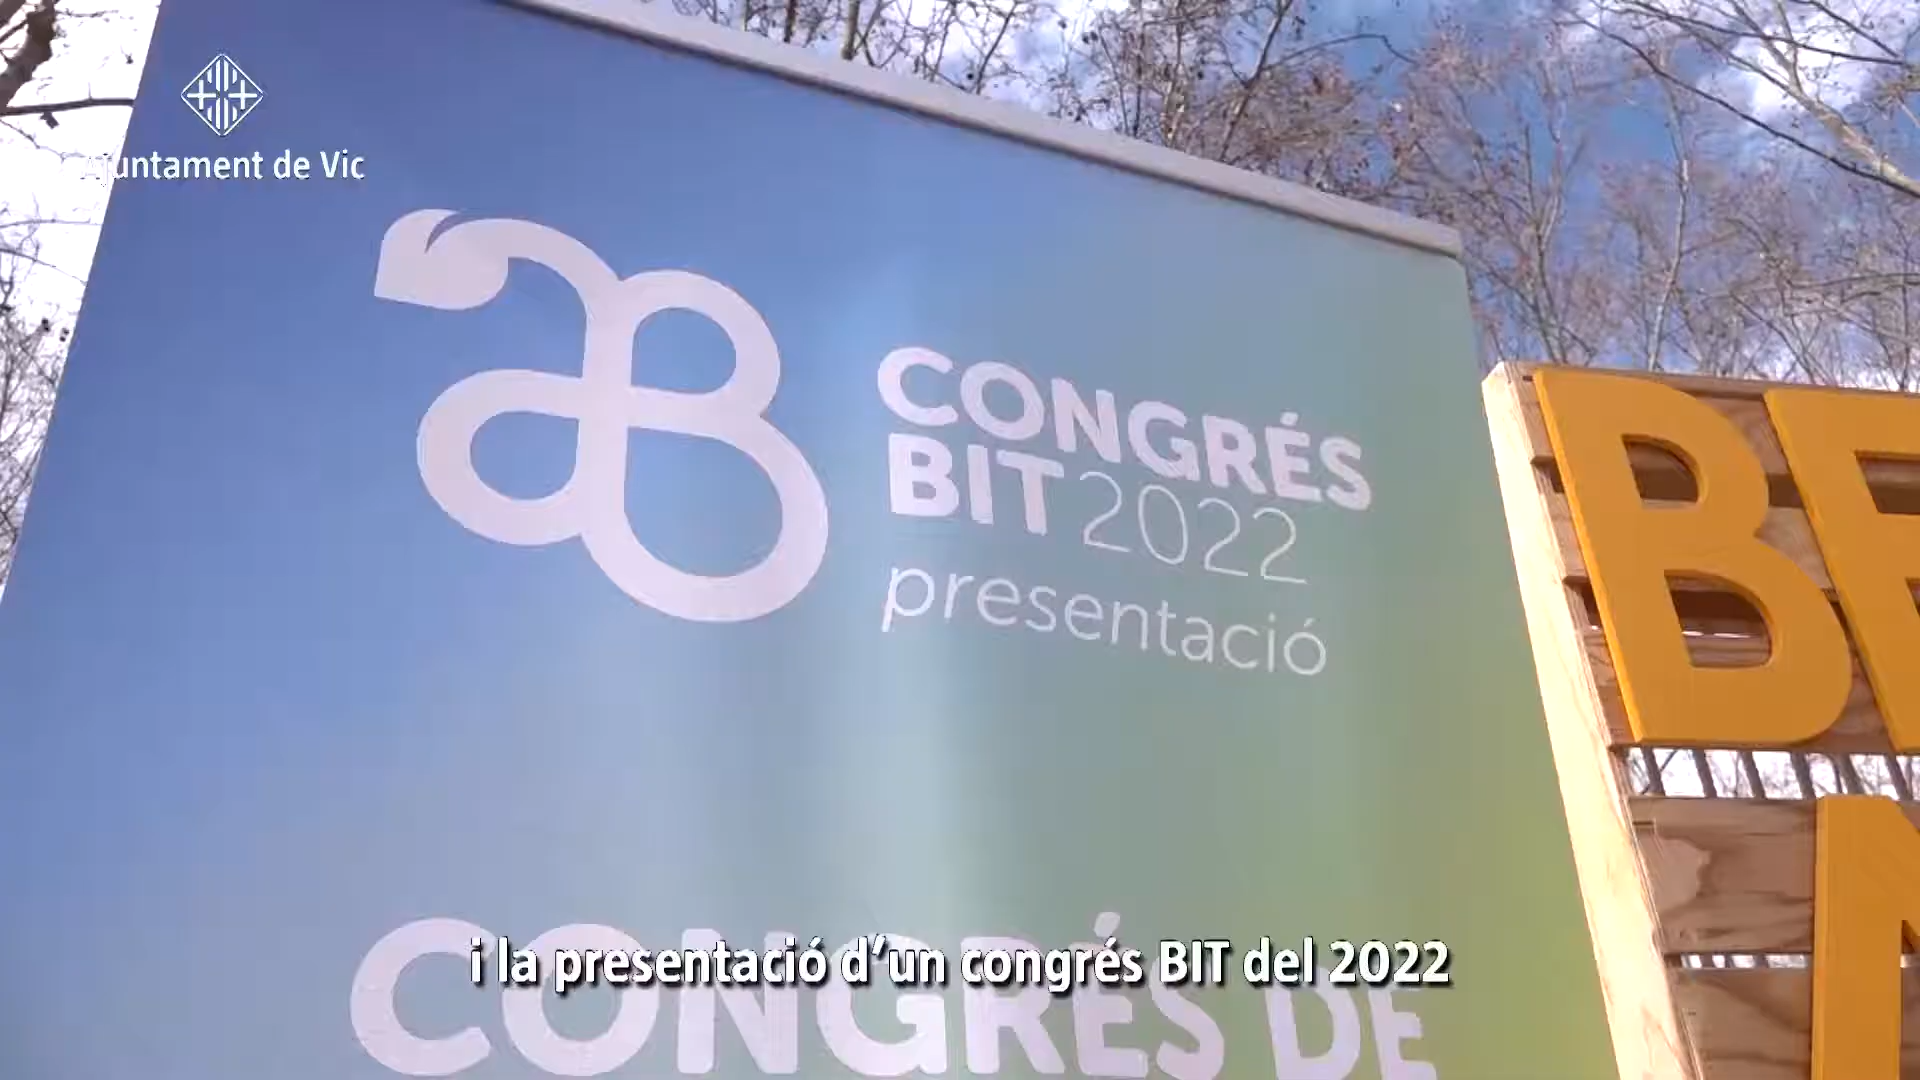 Ajuntament de Vic
CONGRÉS
BIT 2022
presentació
CONGRÉS DE
i la presentació d'un congrés BIT del 2022